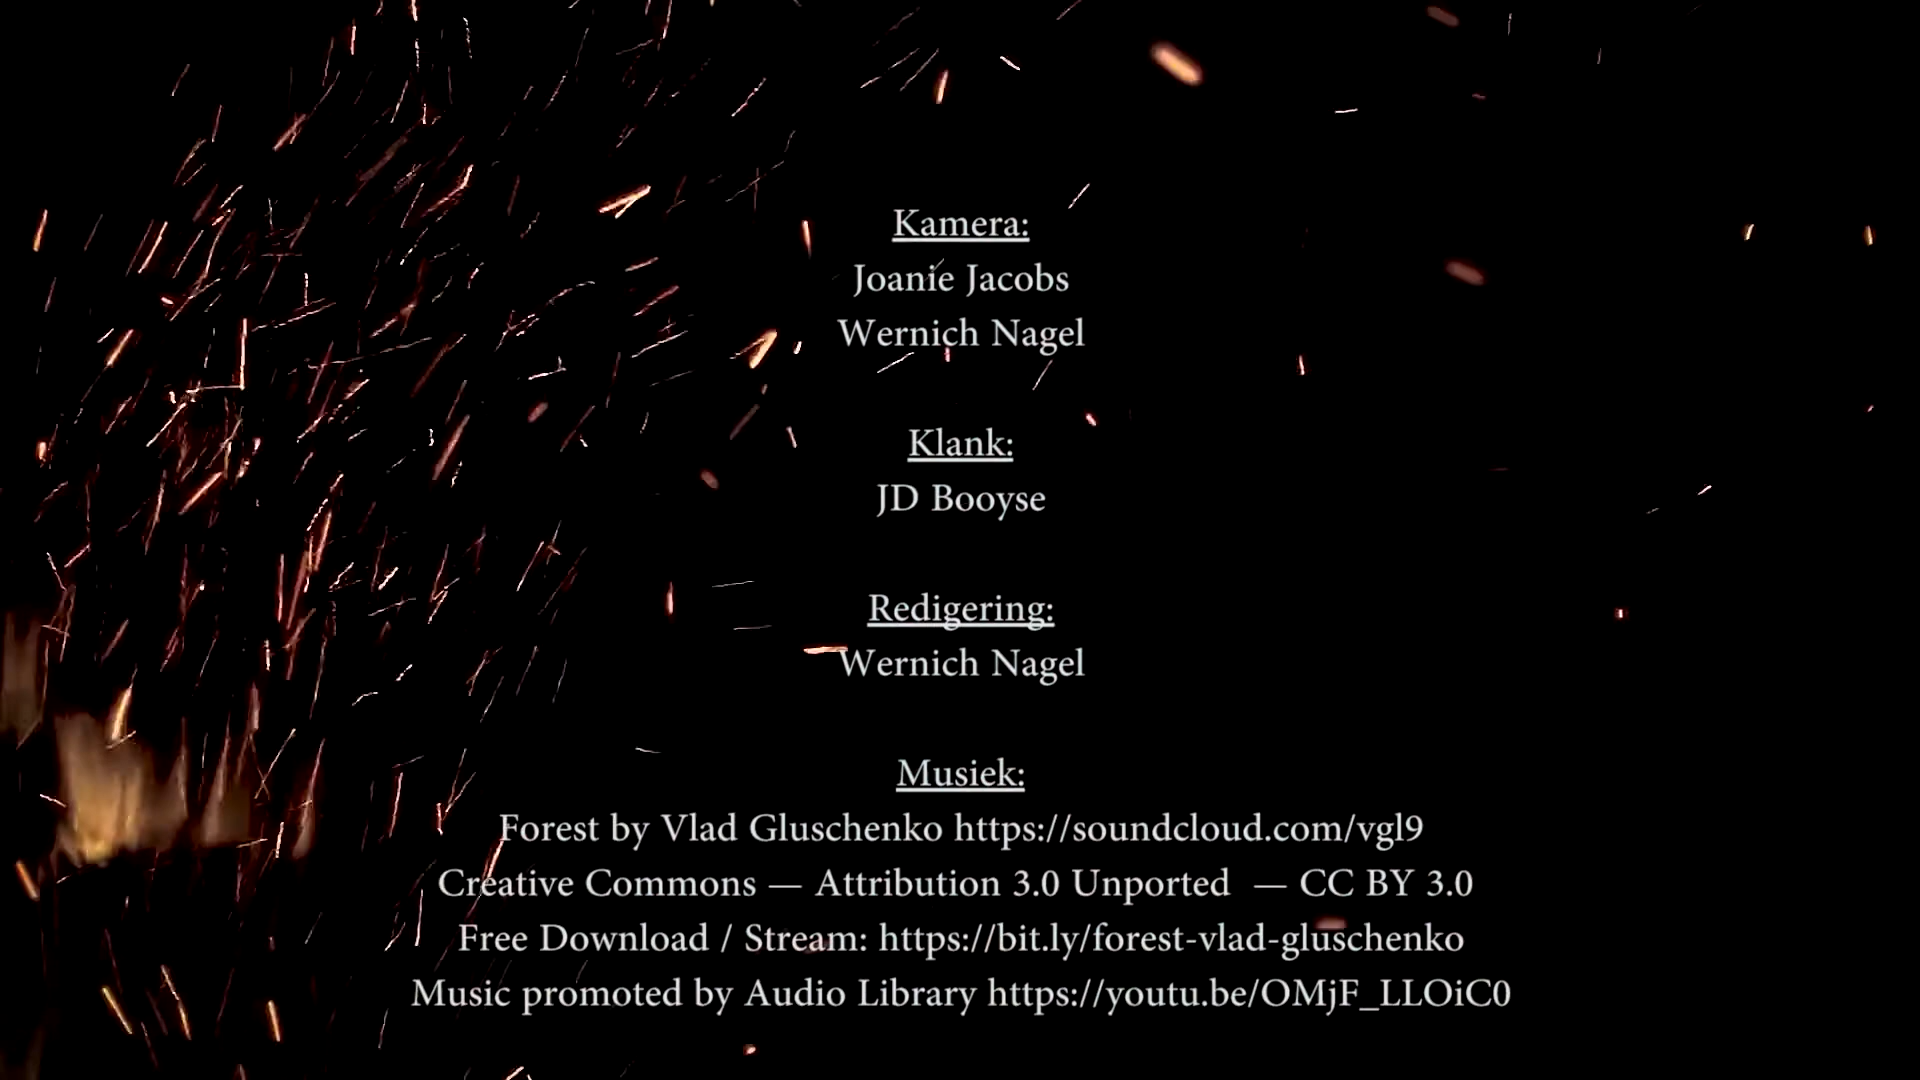 Kamera:
Joanie Jacobs
Wernich Nagel
Klank:
JD Booyse
Redigering:
Wernich Nagel
Musiek:
Forest by Vlad Gluschenko https://soundcloud.com/vgl9
Creative Commons — Attribution 3.0 Unported — CC BY 3.0
Free Download / Stream: https://bit.ly/forest-vlad-gluschenko
Music promoted by Audio Library https://youtu.be/OMjF_LLOiC0